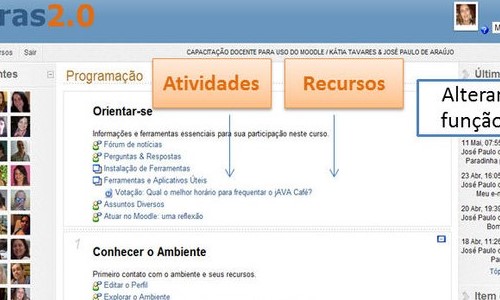 ras2.0
rsos Sair
CAPACITAÇÃO DOCENTE PARA USO DO MOODLE / KÁTIA TAVARES & JOSÉ PAULO DE ARAÚJO
ntes
Programação
Atividades
Recursos
Últim
Alterar
função
Orientar-se
Informações e ferramentas essenciais para sua participação neste curso.
Fórum de notícias
Perguntas & Respostas
Instalação de Ferramentas
Ferramentas e Aplicativos Úteis
Votação: Qual o melhor horário para frequentar o jAVA Café?
Assuntos Diversos
Atuar no Moodle: uma reflexão
11 Mai, 07:55
José Paulo d
Paradinha
23 Abr, 16:05
José Paulo d
Meu e-n
20 Abr, 19:39
José Paulo d
Bom
18 Abr, 11:26
José Paulo d
Pa
Tóp
1
Conhecer o Ambiente
Primeiro contato com o ambiente e seus recursos.
Editar o Perfil
Explorar o Ambiente
Item